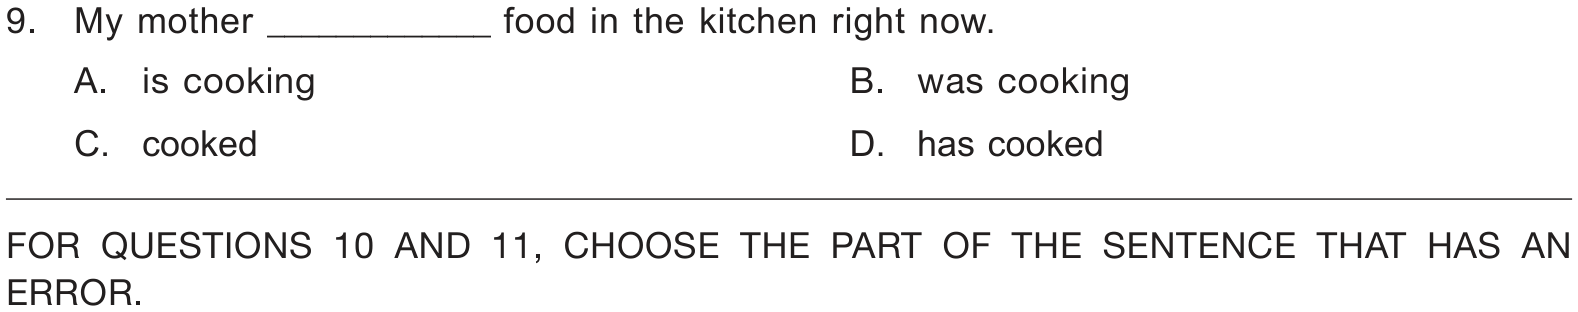 9. My mother _____________ food in the kitchen right now.
A. is cooking B. was cooking
C. cooked D. has cooked
FOR QUESTIONS 10 AND 11, CHOOSE THE PART OF THE SENTENCE THAT HAS AN
ERROR.